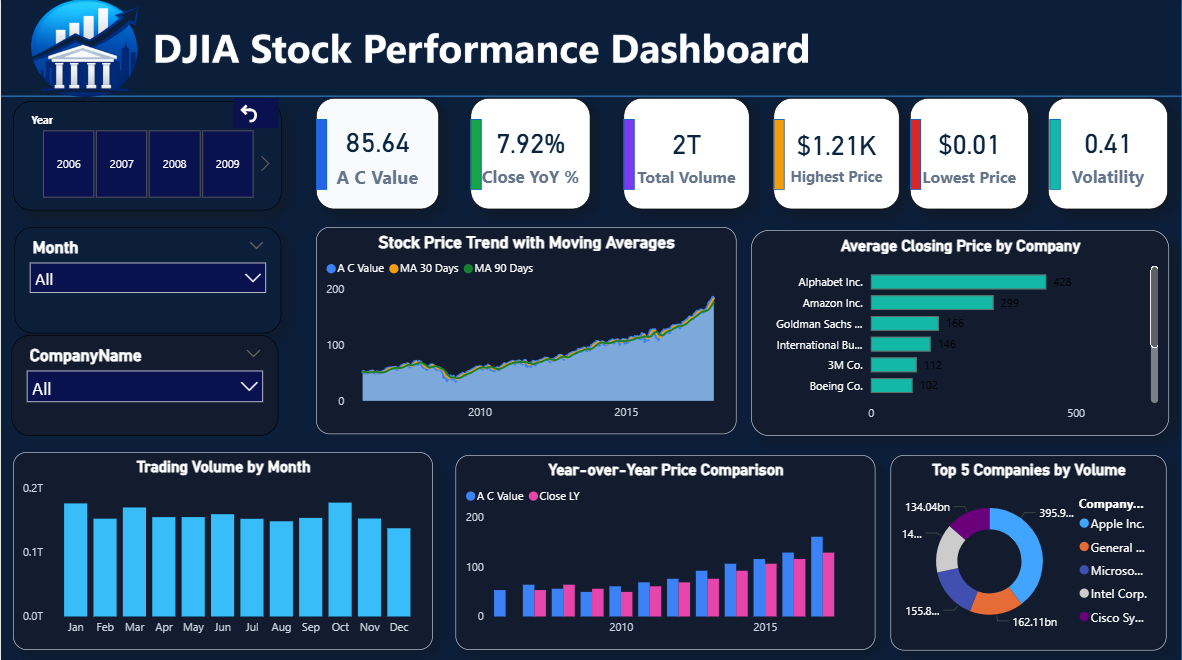 DJIA Stock Performance Dashboard
Year
2006 2007 2008 2009
85.64
A C Value
7.92%
Close YoY %
2T
Total Volume
$1.21K
Highest Price
$0.01
Lowest Price
0.41
Volatility
Month
All
CompanyName
All
Stock Price Trend with Moving Averages
A C Value MA 30 Days MA 90 Days
200
100
0
2010 2015
Average Closing Price by Company
Alphabet Inc. 428
Amazon Inc. 299
Goldman Sachs ... 166
International Bu... 146
3M Co. 112
Boeing Co. 102
0 500
Trading Volume by Month
0.2T
0.1T
0.0T
Jan Feb Mar Apr May Jun Jul Aug Sep Oct Nov Dec
Year-over-Year Price Comparison
A C Value Close LY
200
100
0
2010 2015
Top 5 Companies by Volume
134.04bn
14...
155.8...
395.9...
162.11bn
Company...
Apple Inc.
General ...
Microso...
Intel Corp.
Cisco Sy...